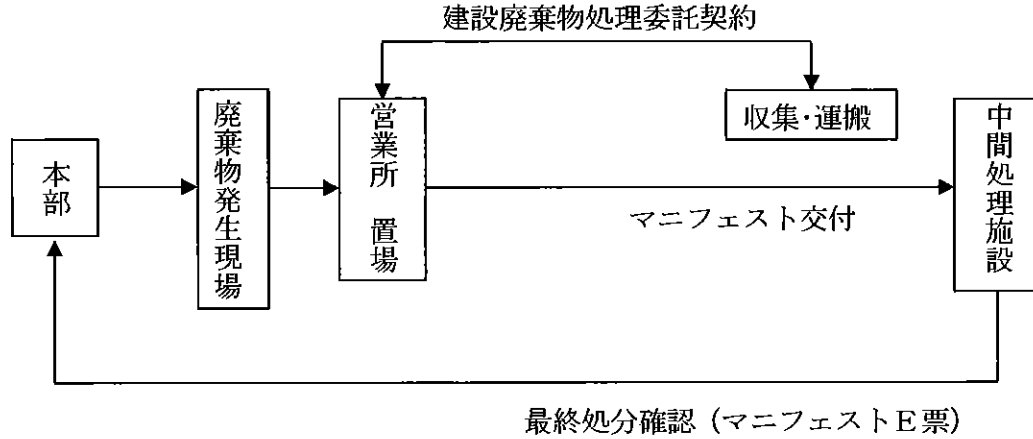 建設廃棄物処理委託契約
本部
廃棄物発生現場
営業所 置場
収集・運搬
中間処理施設
マニフェスト交付
最終処分確認（マニフェストE票）